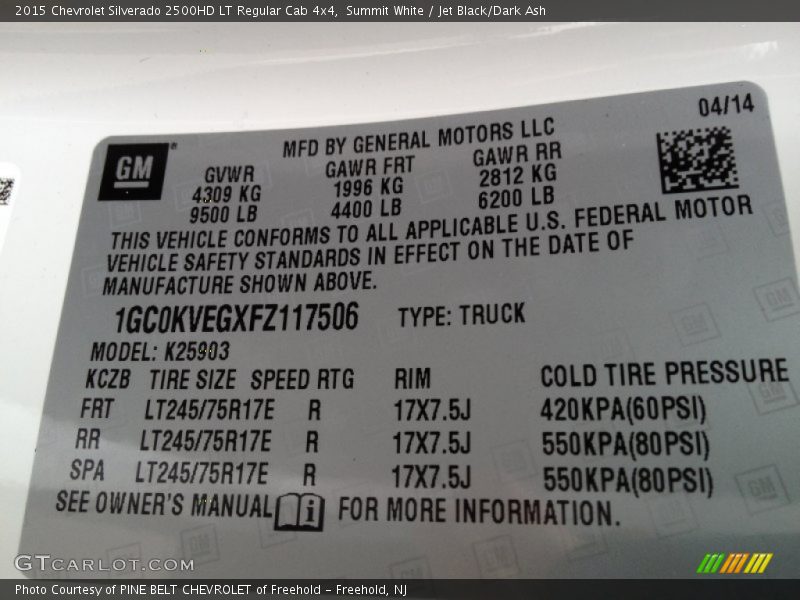 2015 Chevrolet Silverado 2500HD LT Regular Cab 4x4,  Summit White / Jet Black/Dark Ash
04/14
GM®
MFD BY GENERAL MOTORS LLC
GVWR GAWR FRT GAWR RR
4309 KG 1996 KG 2812 KG
9500 LB 4400 LB 6200 LB
THIS VEHICLE CONFORMS TO ALL APPLICABLE U.S. FEDERAL MOTOR
VEHICLE SAFETY STANDARDS IN EFFECT ON THE DATE OF
MANUFACTURE SHOWN ABOVE.
1GC0KVEGXFZ117506 TYPE: TRUCK
MODEL: K25903
KCZB TIRE SIZE SPEED RTG RIM COLD TIRE PRESSURE
FRT LT245/75R17E R 17X7.5J 420KPA(60PSI)
RR LT245/75R17E R 17X7.5J 550KPA(80PSI)
SPA LT245/75R17E R 17X7.5J 550KPA(80PSI)
SEE OWNER'S MANUAL i FOR MORE INFORMATION.
GTCARLOT.COM
Photo Courtesy of PINE BELT CHEVROLET of Freehold - Freehold, NJ